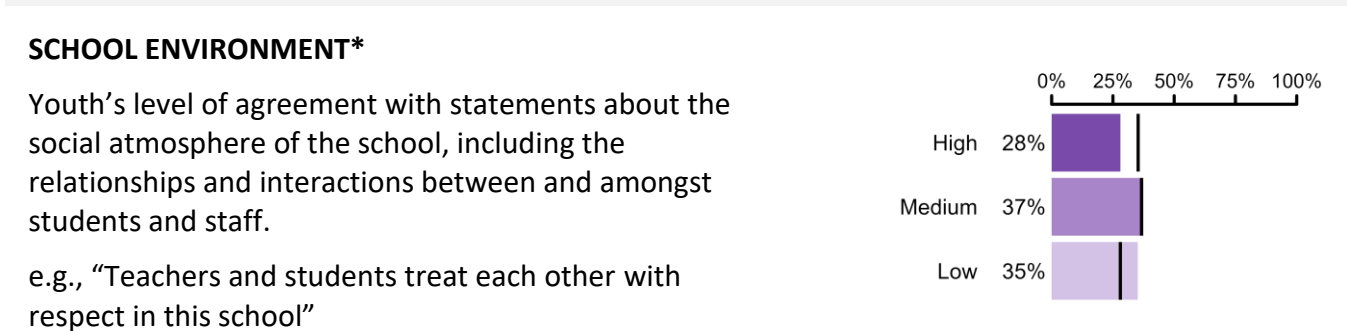 SCHOOL ENVIRONMENT*
Youth’s level of agreement with statements about the
social atmosphere of the school, including the
relationships and interactions between and amongst
students and staff.
e.g., “Teachers and students treat each other with
respect in this school”
0% 25% 50% 75% 100%
High 28%
Medium 37%
Low 35%